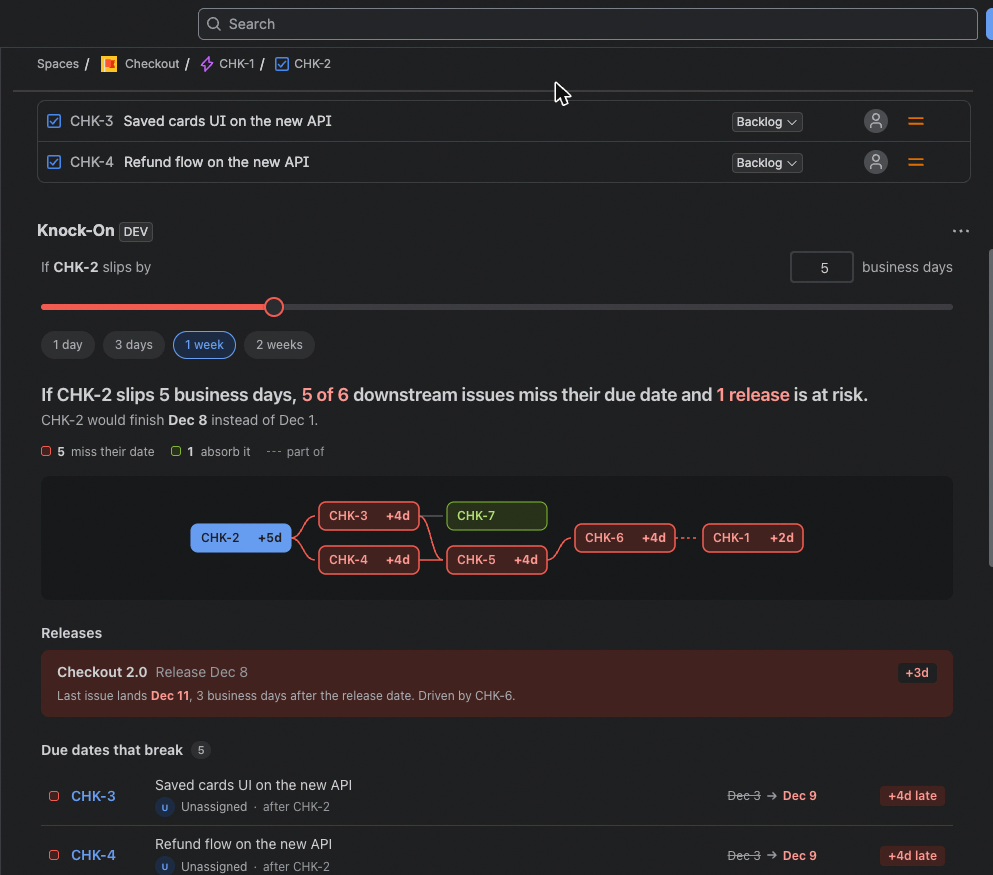 Search
Spaces / Checkout / CHK-1 / CHK-2
CHK-3 Saved cards UI on the new API Backlog
CHK-4 Refund flow on the new API Backlog
Knock-On DEV
If CHK-2 slips by 5 business days
1 day 3 days 1 week 2 weeks
If CHK-2 slips 5 business days, 5 of 6 downstream issues miss their due date and 1 release is at risk.
CHK-2 would finish Dec 8 instead of Dec 1.
5 miss their date 1 absorb it --- part of
CHK-3 +4d CHK-7
CHK-2 +5d CHK-6 +4d CHK-1 +2d
CHK-4 +4d CHK-5 +4d
Releases
Checkout 2.0 Release Dec 8 +3d
Last issue lands Dec 11, 3 business days after the release date. Driven by CHK-6.
Due dates that break 5
CHK-3 Saved cards UI on the new API Dec 3 → Dec 9 +4d late
U Unassigned · after CHK-2
CHK-4 Refund flow on the new API Dec 3 → Dec 9 +4d late
U Unassigned · after CHK-2